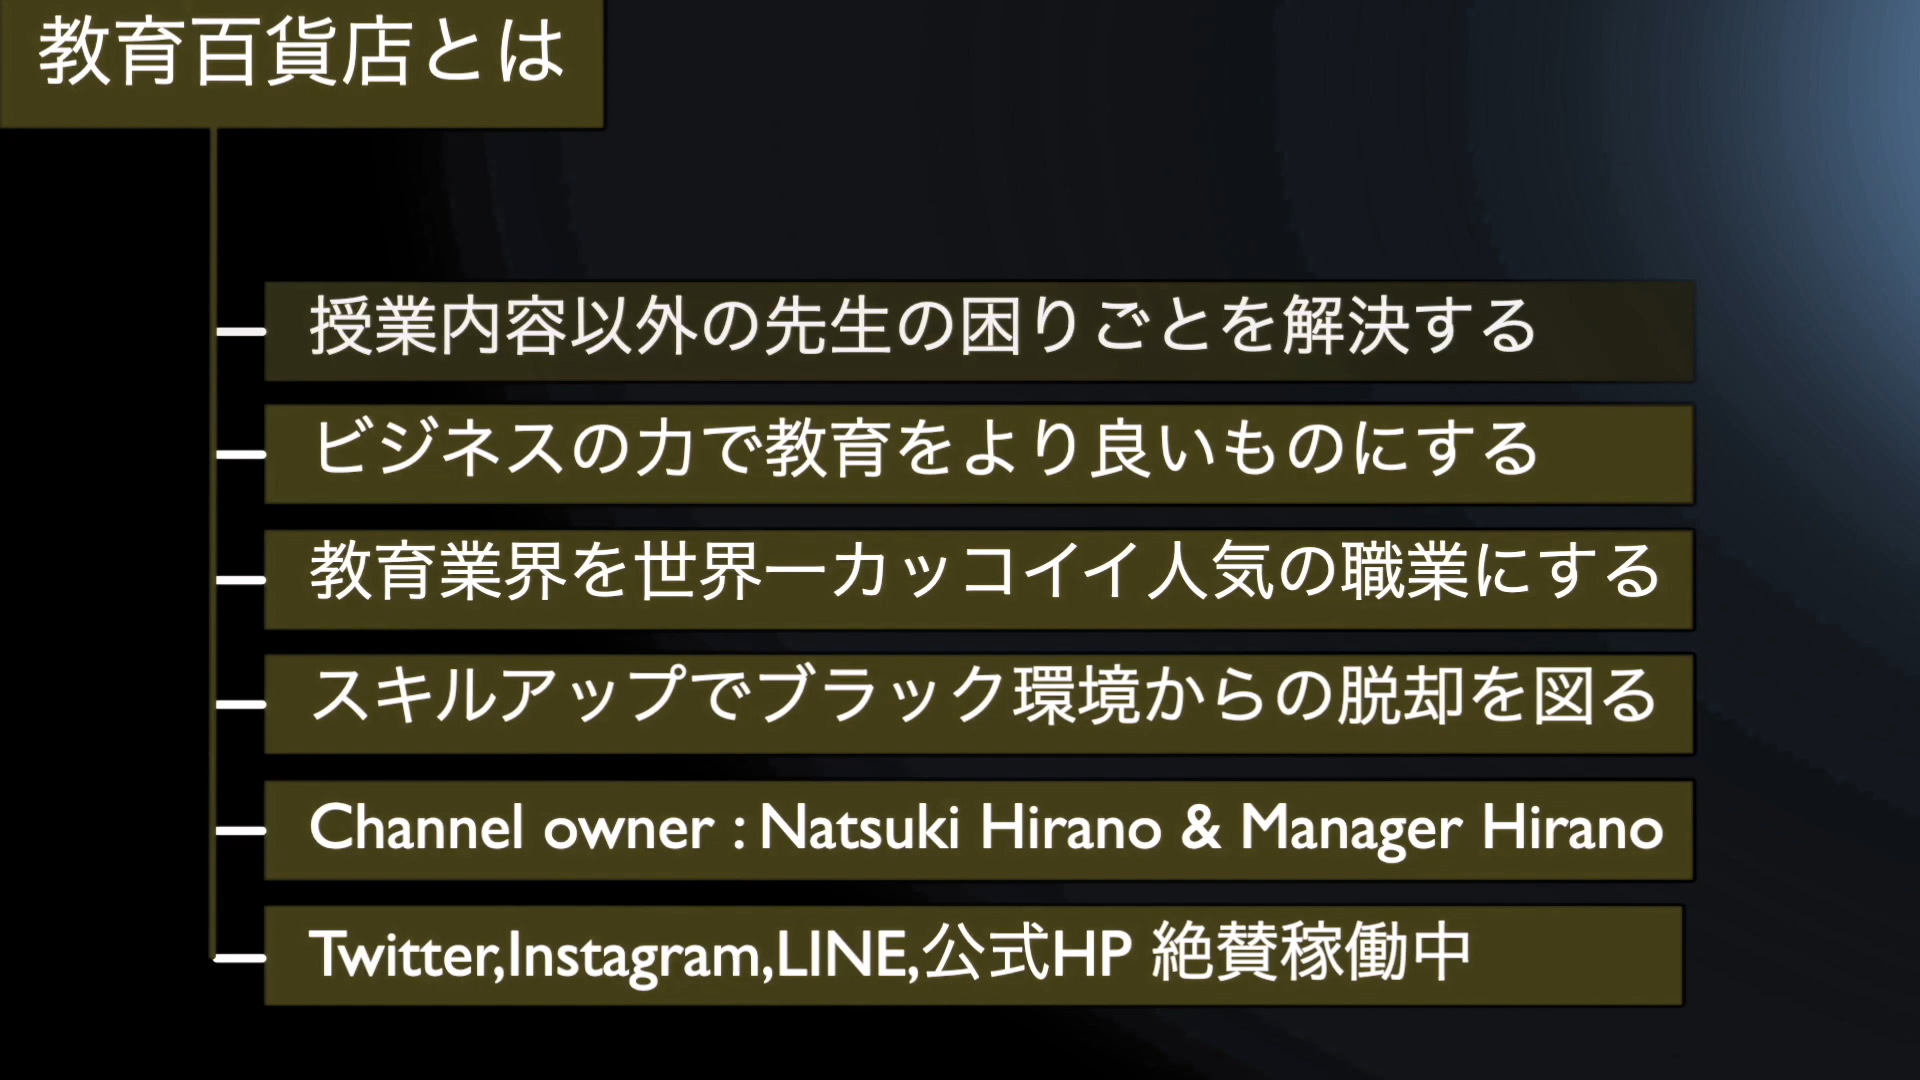 教育百貨店とは
授業内容以外の先生の困りごとを解決する
ビジネスの力で教育をより良いものにする
教育業界を世界一カッコイイ人気の職業にする
スキルアップでブラック環境からの脱却を図る
Channel owner : Natsuki Hirano & Manager Hirano
Twitter,Instagram,LINE,公式HP 絶賛稼働中